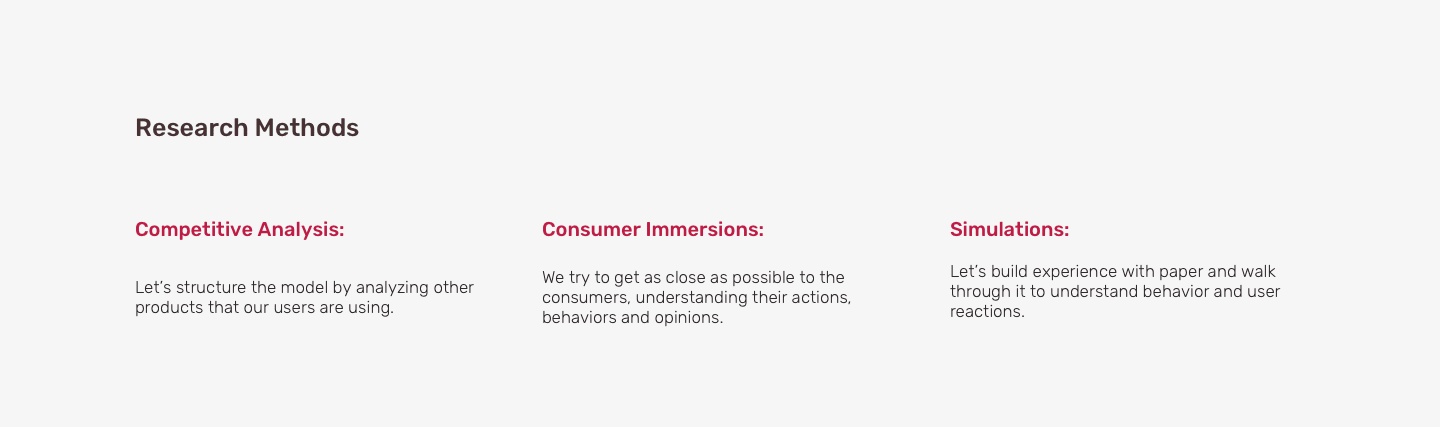 Research Methods
Competitive Analysis:
Let’s structure the model by analyzing other
products that our users are using.
Consumer Immersions:
We try to get as close as possible to the
consumers, understanding their actions,
behaviors and opinions.
Simulations:
Let’s build experience with paper and walk
through it to understand behavior and user
reactions.